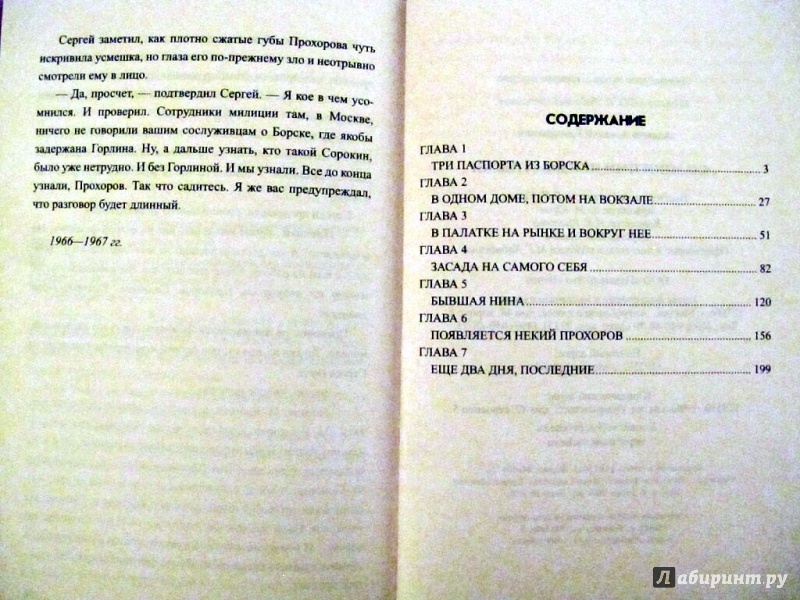 Сергей заметил, как плотно сжатые губы Прохорова чуть
искривила усмешка, но глаза его по-прежнему зло и неотрывно
смотрели ему в лицо.
— Да, просчет, — подтвердил Сергей. — Я кое в чем усо-
мнился. И проверил. Сотрудники милиции там, в Москве,
ничего не говорили вашим сослуживцам о Борске, где якобы
задержана Горлина. Ну, а дальше узнать, кто такой Сорокин,
было уже нетрудно. И без Горлиной. И мы узнали. Все до конца
узнали, Прохоров. Так что садитесь. Я же вас предупреждал,
что разговор будет длинный.
1966—1967 гг.
СОДЕРЖАНИЕ
ГЛАВА 1
ТРИ ПАСПОРТА ИЗ БОРСКА 3
ГЛАВА 2
В ОДНОМ ДОМЕ, ПОТОМ НА ВОКЗАЛЕ 27
ГЛАВА 3
В ПАЛАТКЕ НА РЫНКЕ И ВОКРУГ НЕЕ 51
ГЛАВА 4
ЗАСАДА НА САМОГО СЕБЯ 82
ГЛАВА 5
БЫВШАЯ НИНА 120
ГЛАВА 6
ПОЯВЛЯЕТСЯ НЕКИЙ ПРОХОРОВ 156
ГЛАВА 7
ЕЩЕ ДВА ДНЯ, ПОСЛЕДНИЕ 199
Лабиринт.ру